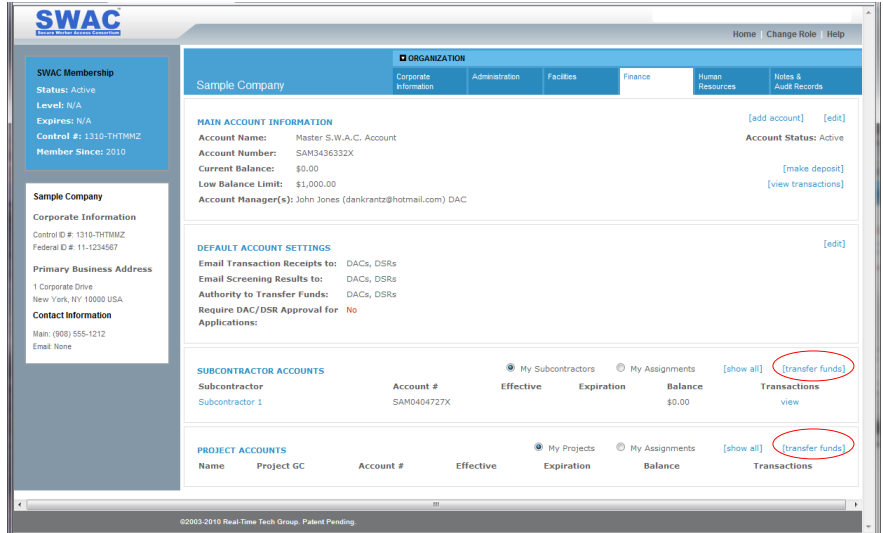 SWAC
Secure Worker Access Consortium
Home | Change Role | Help
SWAC Membership
Status: Active
Level: N/A
Expires: N/A
Control #: 1310-THTMMZ
Member Since: 2010
ORGANIZATION
Sample Company
Corporate Information
Administration
Facilities
Finance
Human Resources
Notes & Audit Records
MAIN ACCOUNT INFORMATION [add account] [edit]
Account Name: Master S.W.A.C. Account Account Status: Active
Account Number: SAM3436332X
Current Balance: $0.00 [make deposit]
Low Balance Limit: $1,000.00 [view transactions]
Account Manager(s): John Jones (dankrantz@hotmail.com) DAC
Sample Company
Corporate Information
Control ID #: 1310-THTMMZ
Federal ID #: 11-1234567
Primary Business Address
1 Corporate Drive
New York, NY 10000 USA
Contact Information
Main: (908) 555-1212
Email: None
DEFAULT ACCOUNT SETTINGS [edit]
Email Transaction Receipts to: DACs, DSRs
Email Screening Results to: DACs, DSRs
Authority to Transfer Funds: DACs, DSRs
Require DAC/DSR Approval for No
Applications:
SUBCONTRACTOR ACCOUNTS My Subcontractors My Assignments [show all] [transfer funds]
Subcontractor Account # Effective Expiration Balance Transactions
Subcontractor 1 SAM0404727X $0.00 view
PROJECT ACCOUNTS My Projects My Assignments [show all] [transfer funds]
Name Project GC Account # Effective Expiration Balance Transactions
©2003-2010 Real-Time Tech Group. Patent Pending.